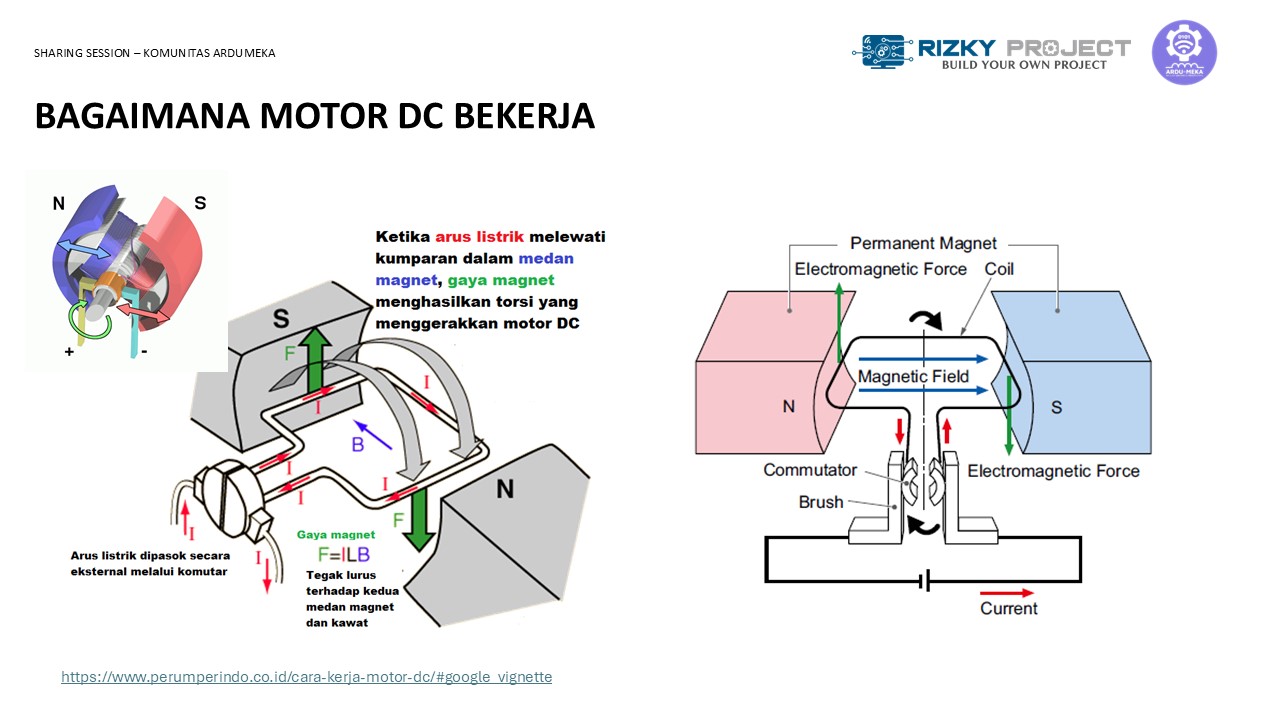 SHARING SESSION – KOMUNITAS ARDUMEKA
RIZKY PROJECT
BUILD YOUR OWN PROJECT
0101
ARDU-MEKA
BAGAIMANA MOTOR DC BEKERJA
N
S
+
-
Ketika arus listrik melewati
kumparan dalam medan
magnet, gaya magnet
menghasilkan torsi yang
menggerakkan motor DC
S
F
I
I
B
I
I
I
F
N
I
I
Arus listrik dipasok secara
eksternal melalui komutar
Gaya magnet
F=ILB
Tegak lurus
terhadap kedua
medan magnet
dan kawat
Permanent Magnet
Electromagnetic Force
Coil
Magnetic Field
N
S
Commutator
Electromagnetic Force
Brush
Current
https://www.perumperindo.co.id/cara-kerja-motor-dc/#google_vignette